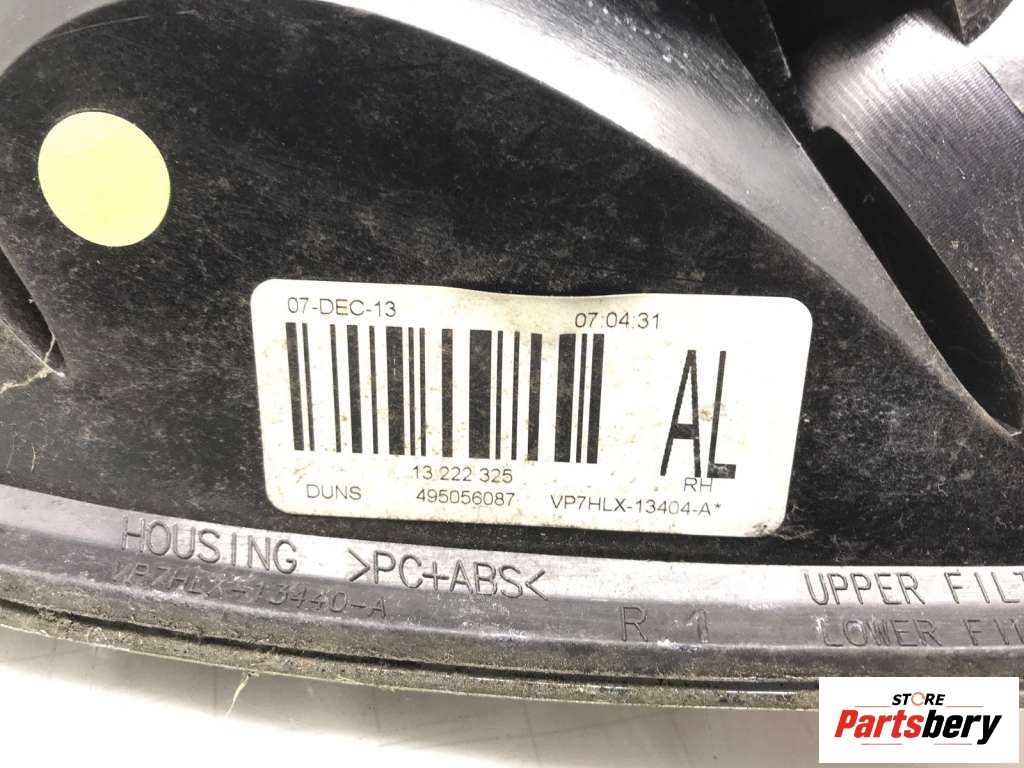 07-DEC-13 07:04:31
AL
13 222 325 RH
DUNS 495056087 VP7HLX-13404-A*
HOUSING >PC+ABS< UPPER FILT
VP7HLX-13440-A R 1 LOWER
STORE
Partsbery